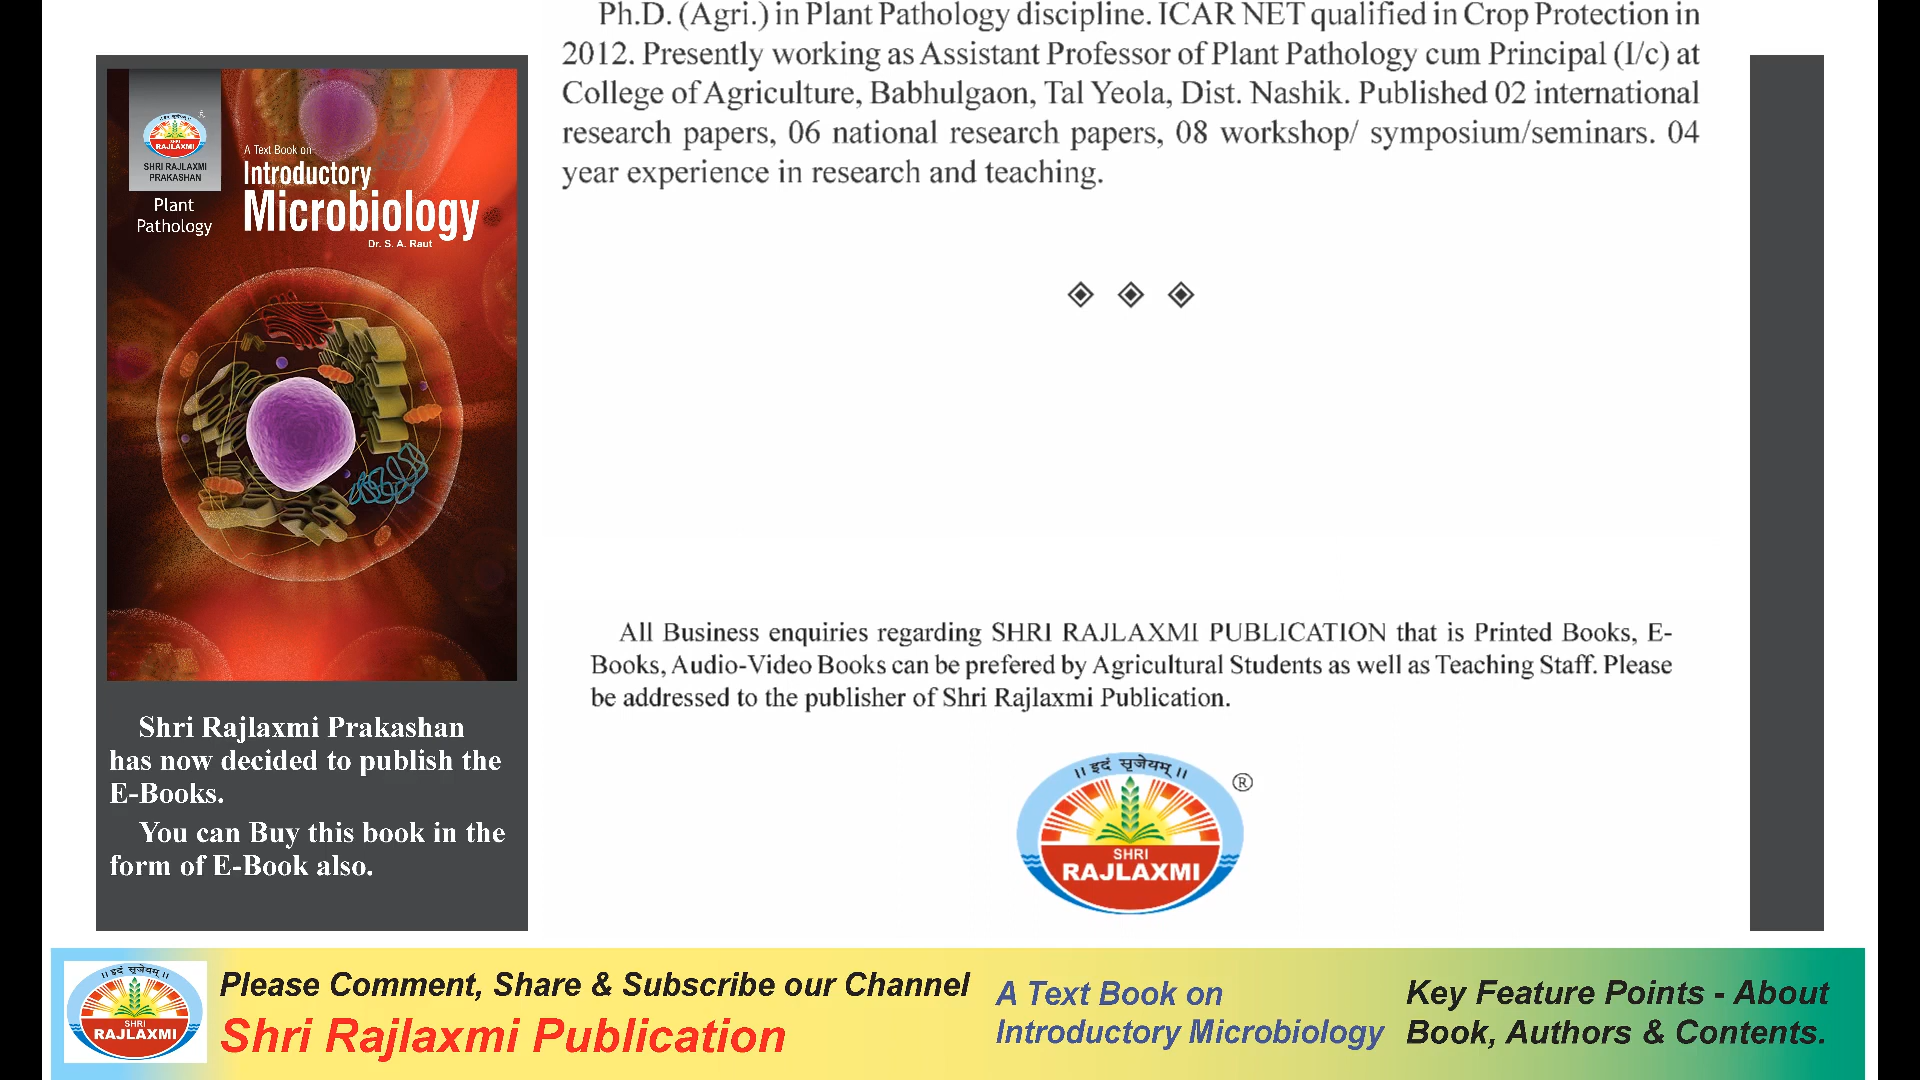 SHRI
RAJLAXMI
SHRI RAJLAXMI
PRAKASHAN
Plant
Pathology
A Text Book on
Introductory
Microbiology
Dr. S. A. Raut
Shri Rajlaxmi Prakashan
has now decided to publish the
E-Books.
You can Buy this book in the
form of E-Book also.
Ph.D. (Agri.) in Plant Pathology discipline. ICAR NET qualified in Crop Protection in
2012. Presently working as Assistant Professor of Plant Pathology cum Principal (I/c) at
College of Agriculture, Babhulgaon, Tal Yeola, Dist. Nashik. Published 02 international
research papers, 06 national research papers, 08 workshop/ symposium/seminars. 04
year experience in research and teaching.
All Business enquiries regarding SHRI RAJLAXMI PUBLICATION that is Printed Books, E-
Books, Audio-Video Books can be prefered by Agricultural Students as well as Teaching Staff. Please
be addressed to the publisher of Shri Rajlaxmi Publication.
।। इदं सृजेयम् ।।
®
SHRI
RAJLAXMI
।। इदं सृजेयम् ।।
SHRI
RAJLAXMI
Please Comment, Share & Subscribe our Channel
Shri Rajlaxmi Publication
A Text Book on
Introductory Microbiology
Key Feature Points - About
Book, Authors & Contents.